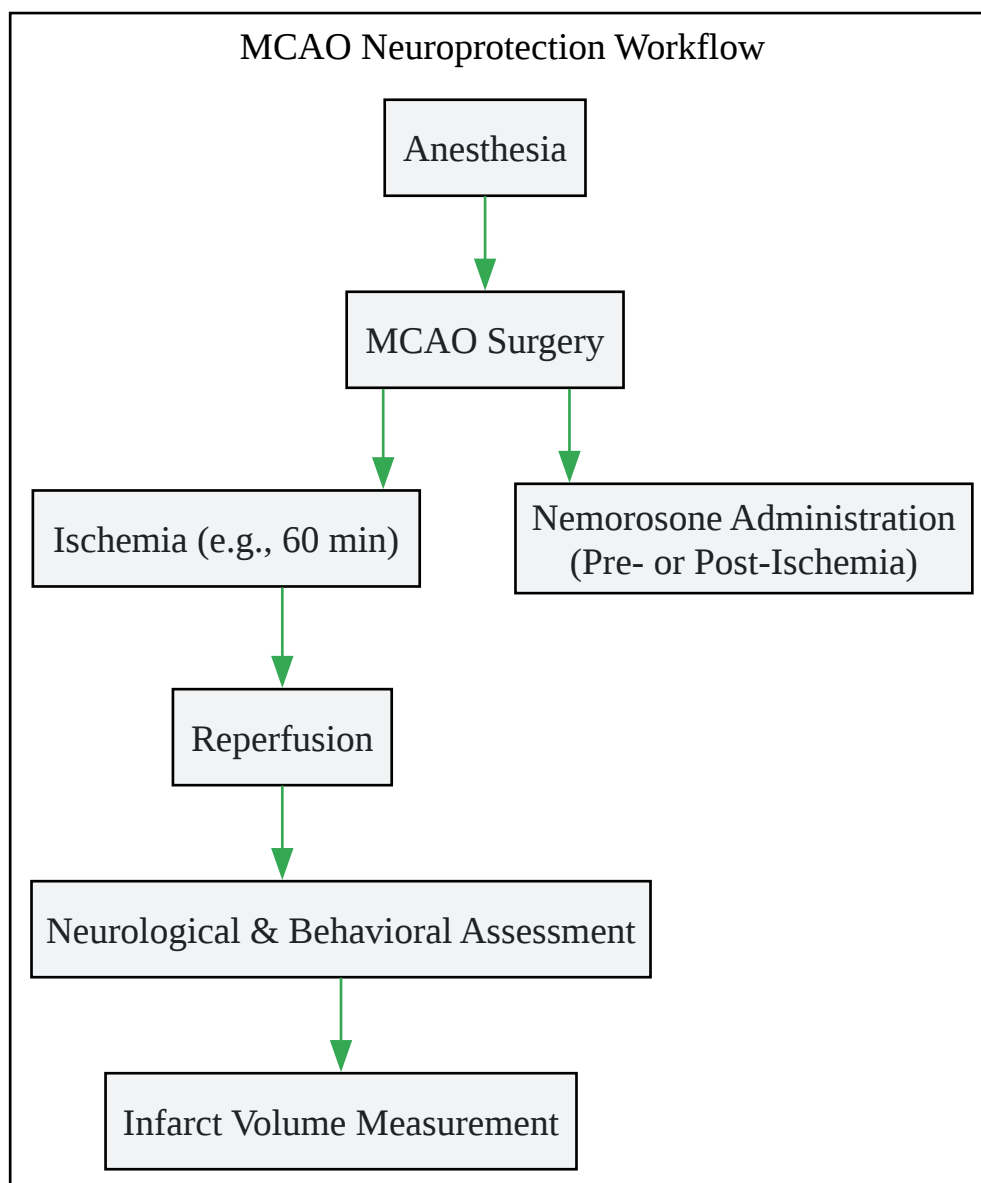 MCAO Neuroprotection Workflow
Anesthesia
MCAO Surgery
Ischemia (e.g., 60 min)
Nemorosone Administration
(Pre- or Post-Ischemia)
Reperfusion
Neurological & Behavioral Assessment
Infarct Volume Measurement